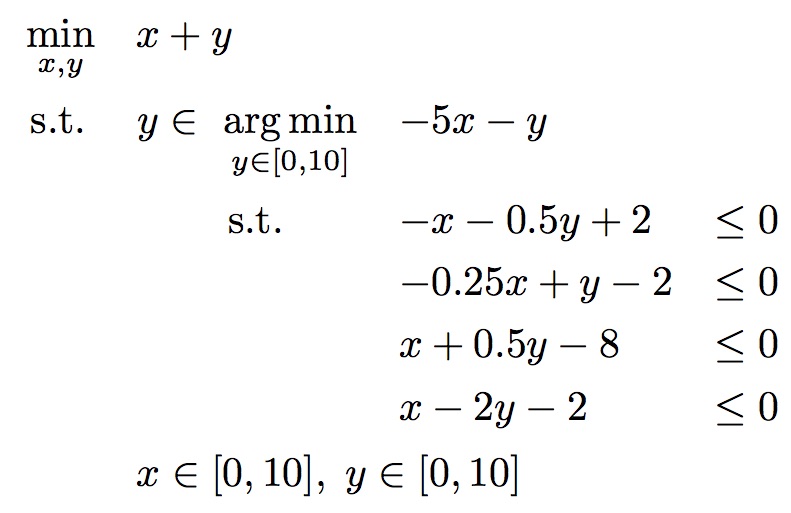 min x + y
x,y
s.t. y ∈ arg min −5x − y
y∈[0,10]
s.t. −x − 0.5y + 2 ≤ 0
−0.25x + y − 2 ≤ 0
x + 0.5y − 8 ≤ 0
x − 2y − 2 ≤ 0
x ∈ [0, 10], y ∈ [0, 10]